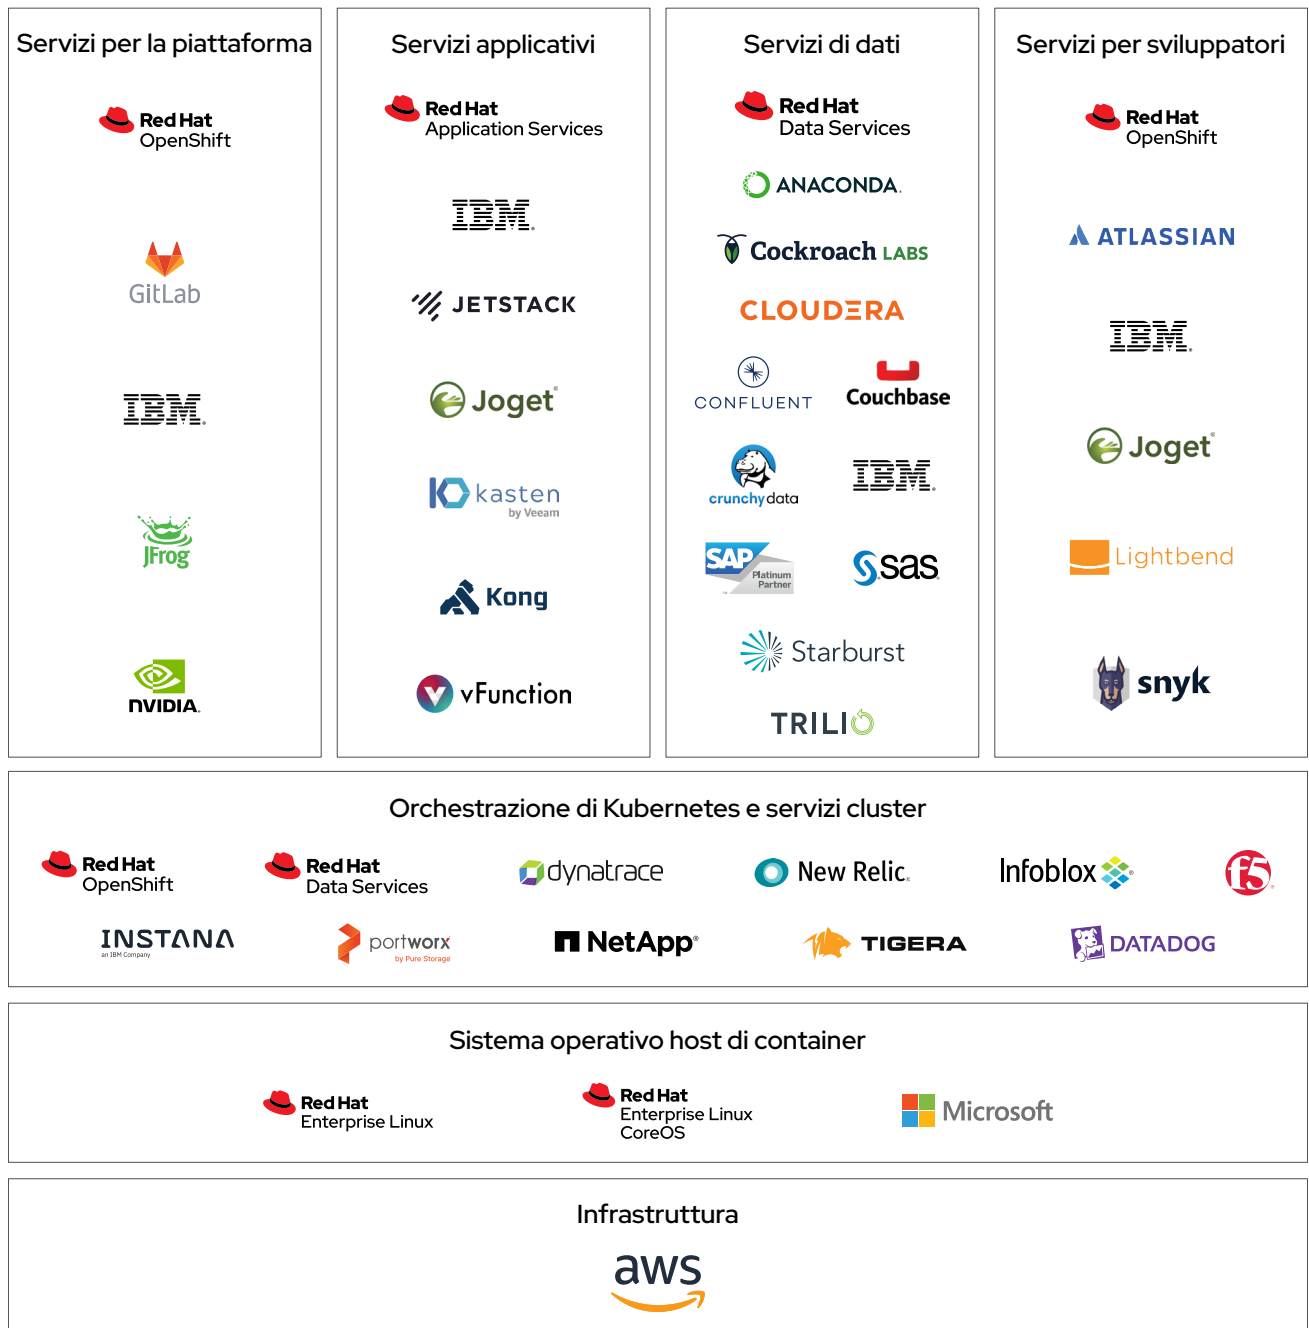 Servizi per la piattaforma
Red Hat
OpenShift
GitLab
IBM®
JFrog
NVIDIA®
Servizi applicativi
Red Hat
Application Services
IBM®
JETSTACK
Joget®
kasten
by Veeam
Kong
vFunction
Servizi di dati
Red Hat
Data Services
ANACONDA.
Cockroach LABS
CLOUDERA
CONFLUENT
Couchbase
crunchydata
IBM®
SAP
Platinum
Partner
sas
Starburst
TRILIO
Servizi per sviluppatori
Red Hat
OpenShift
ATLASSIAN
IBM®
Joget®
Lightbend
snyk
Orchestrazione di Kubernetes e servizi cluster
Red Hat
OpenShift
Red Hat
Data Services
dynatrace
New Relic®
Infoblox®
f5®
INSTANA
an IBM Company
portworx
by Pure Storage
NetApp®
TIGERA
DATADOG
Sistema operativo host di container
Red Hat
Enterprise Linux
Red Hat
Enterprise Linux
CoreOS
Microsoft
Infrastruttura
aws